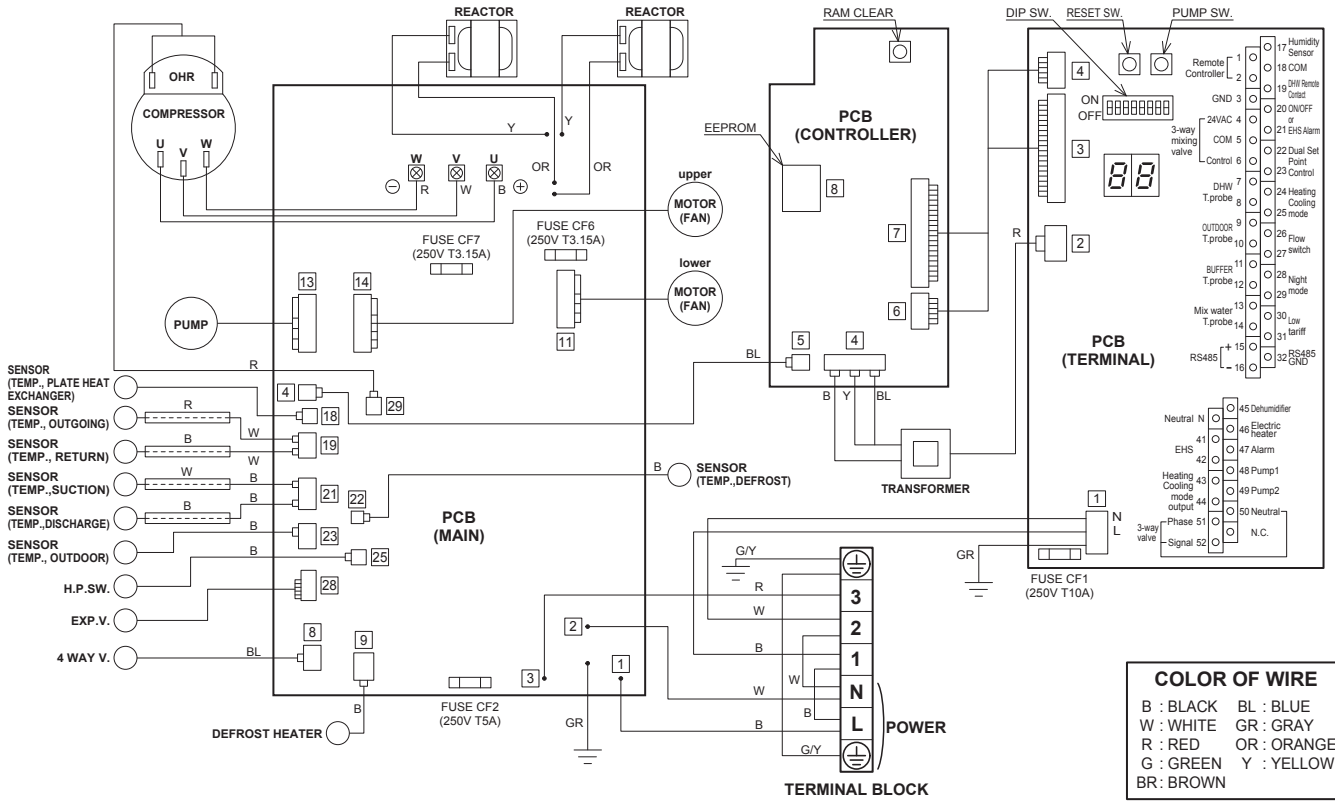 REACTOR
REACTOR
OHR
COMPRESSOR
U
V
W
Y
Y
OR
OR
W
V
U
−
R
W
B
+
FUSE CF7
(250V T3.15A)
FUSE CF6
(250V T3.15A)
upper
MOTOR
(FAN)
lower
MOTOR
(FAN)
13
14
11
PUMP
R
4
29
SENSOR
(TEMP., PLATE HEAT
EXCHANGER)
18
SENSOR
(TEMP., OUTGOING)
R
W
19
SENSOR
(TEMP., RETURN)
B
W
SENSOR
(TEMP.,SUCTION)
W
B
21
SENSOR
(TEMP.,DISCHARGE)
B
B
22
B
SENSOR
(TEMP.,DEFROST)
SENSOR
(TEMP., OUTDOOR)
B
23
H.P.SW.
B
25
EXP.V.
28
4 WAY V.
BL
8
9
B
DEFROST HEATER
PCB
(MAIN)
FUSE CF2
(250V T5A)
2
3
1
GR
RAM CLEAR
PCB
(CONTROLLER)
EEPROM
8
7
6
5
4
BL
B
Y
BL
TRANSFORMER
R
DIP SW.
RESET SW.
PUMP SW.
4
ON
OFF
3
88
2
PCB
(TERMINAL)
1
N
L
GR
FUSE CF1
(250V T10A)
Remote
Controller
1
2
GND 3
24VAC 4
3-way
mixing
valve
COM 5
Control 6
DHW
T.probe
7
8
OUTDOOR
T.probe
9
10
BUFFER
T.probe
11
12
Mix water
T.probe
13
14
RS485
+ 15
− 16
17 Humidity
Sensor
18 COM
19 DHW Remote
Contact
20 ON/OFF
or
21 EHS Alarm
22 Dual Set
Point
23 Control
24 Heating
Cooling
25 mode
26
Flow
27 switch
28
Night
29 mode
30
Low
31 tariff
32 RS485
GND
Neutral N
41
EHS
42
Heating
Cooling
mode
output
43
44
3-way
valve
Phase 51
Signal 52
45 Dehumidifier
46 Electric
heater
47 Alarm
48 Pump1
49 Pump2
50 Neutral
N.C.
G/Y
R
3
W
2
B
1
W
W
N
B
B
L
G/Y
POWER
TERMINAL BLOCK
COLOR OF WIRE
B : BLACK BL : BLUE
W : WHITE GR : GRAY
R : RED OR : ORANGE
G : GREEN Y : YELLOW
BR : BROWN